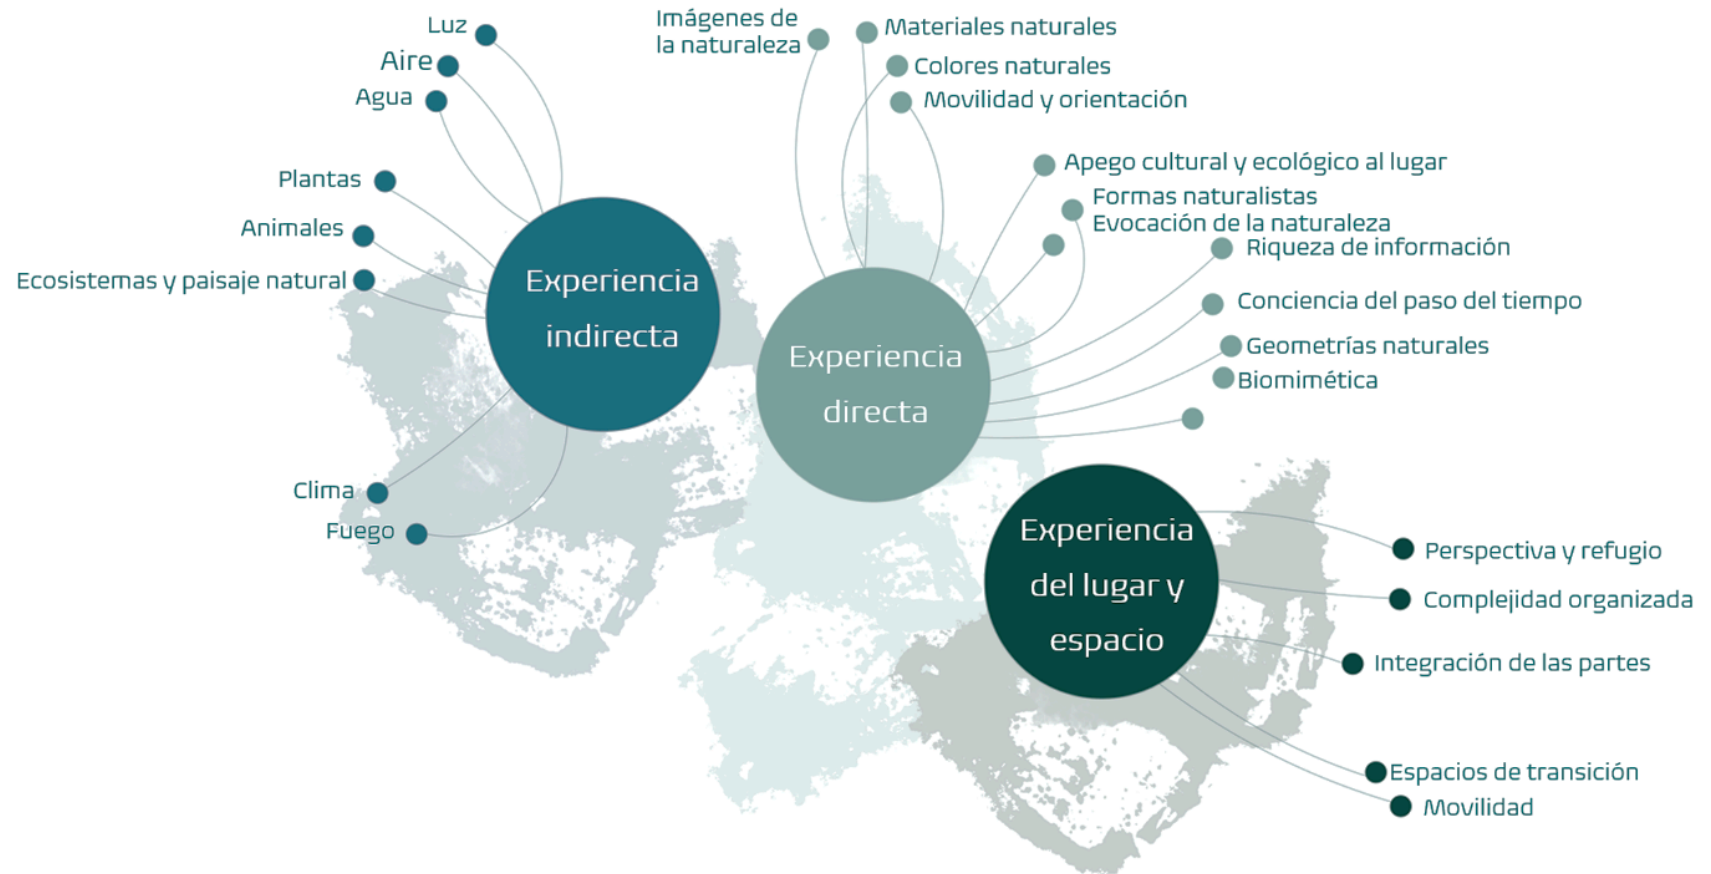 Luz
Aire
Agua
Plantas
Animales
Ecosistemas y paisaje natural
Experiencia
indirecta
Clima
Fuego
Imágenes de
la naturaleza
Materiales naturales
Colores naturales
Movilidad y orientación
Apego cultural y ecológico al lugar
Formas naturalistas
Evocación de la naturaleza
Riqueza de información
Conciencia del paso del tiempo
Geometrías naturales
Biomimética
Experiencia
directa
Experiencia
del lugar y
espacio
Perspectiva y refugio
Complejidad organizada
Integración de las partes
Espacios de transición
Movilidad